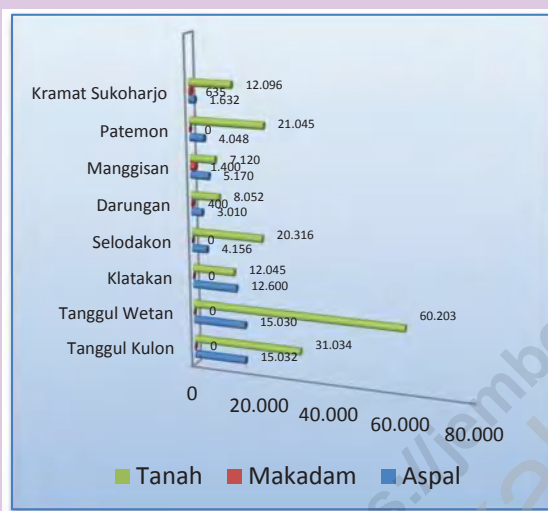 Kramat Sukoharjo
12.096
635
1.632
Patemon
21.045
0
4.048
Manggisan
7.120
1.400
5.170
Darungan
8.052
400
3.010
Selodakon
20.316
0
4.156
Klatakan
12.045
0
12.600
Tanggul Wetan
60.203
0
15.030
Tanggul Kulon
31.034
0
15.032
0 20.000 40.000 60.000 80.000
Tanah Makadam Aspal
s://jembe